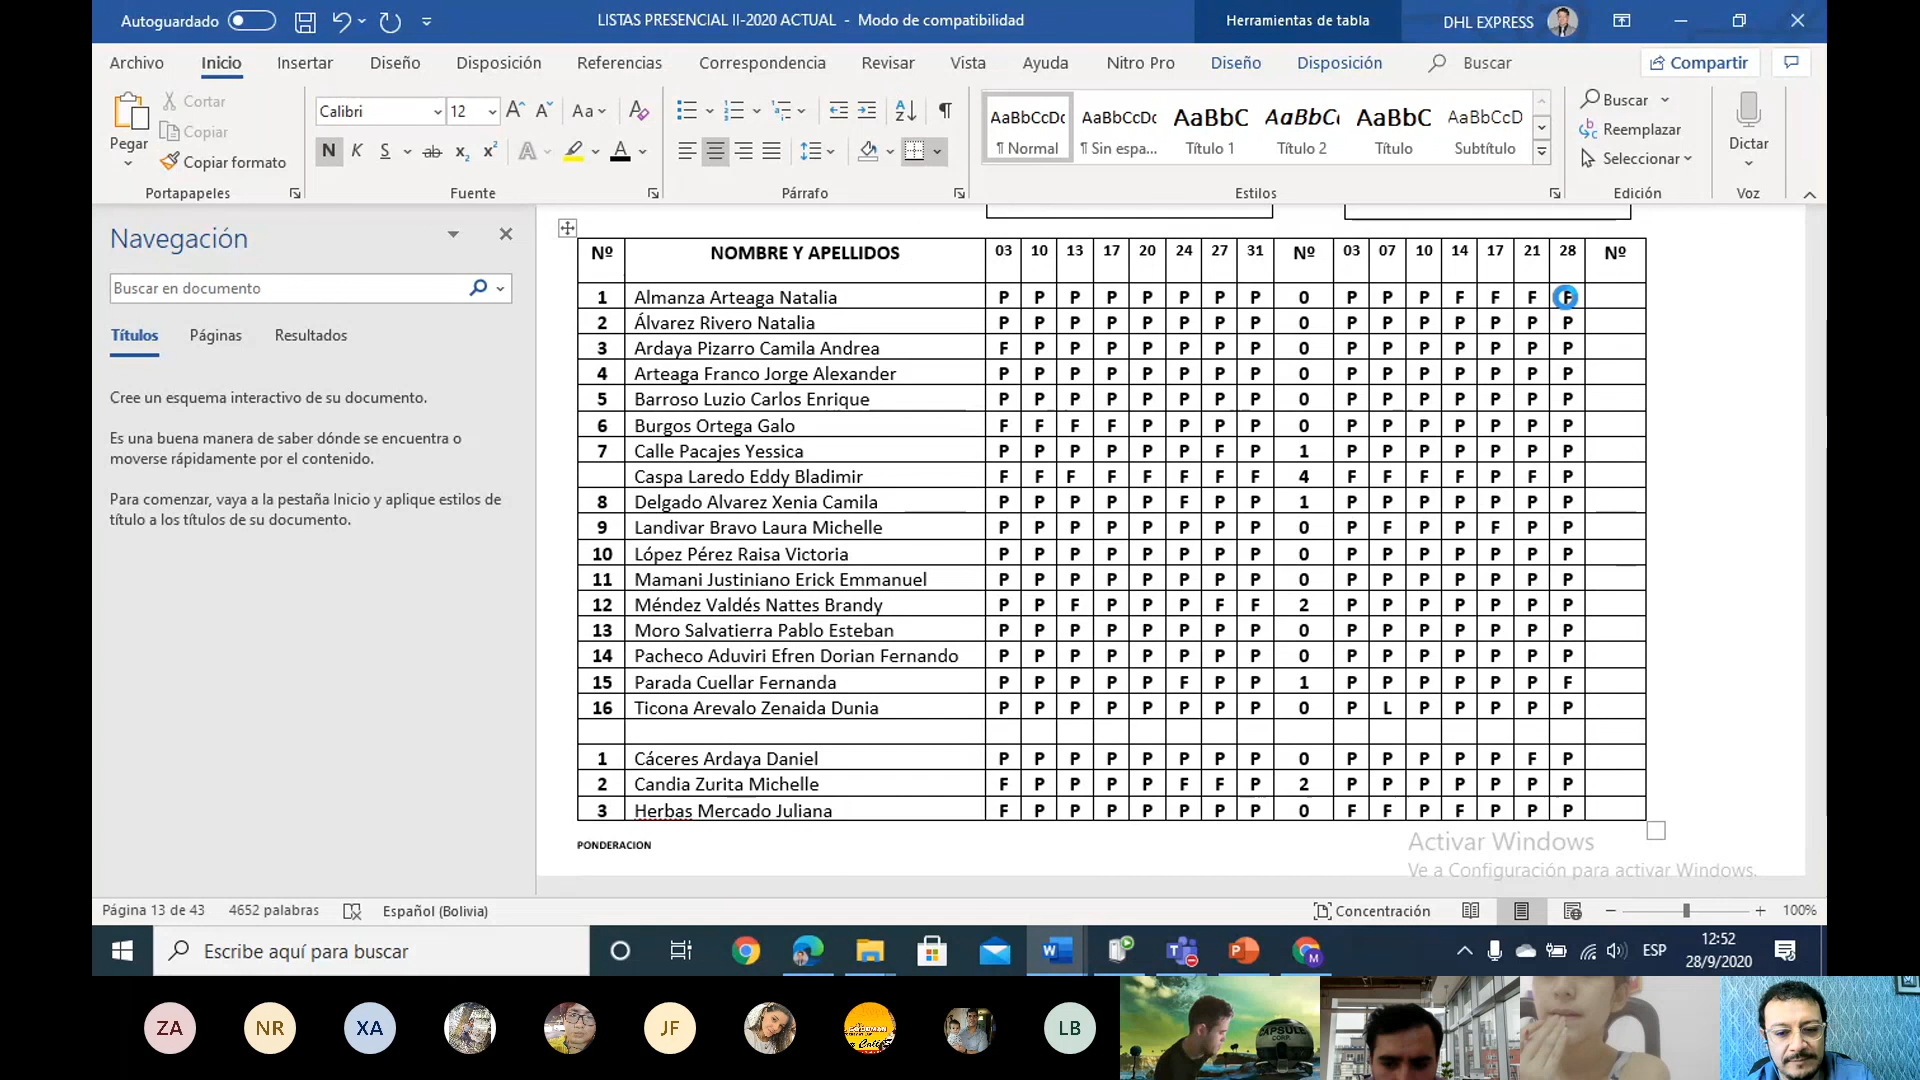 Autoguardado LISTAS PRESENCIAL II-2020 ACTUAL - Modo de compatibilidad Herramientas de tabla DHL EXPRESS
Archivo Inicio Insertar Diseño Disposición Referencias Correspondencia Revisar Vista Ayuda Nitro Pro Diseño Disposición Buscar Compartir
Pegar Cortar Copiar Copiar formato Portapapeles
Calibri 12 Aa N K S ab x₂ x² A A Fuente
Párrafo
AaBbCcDc AaBbCcDc AaBbC AaBbCc AaBbC AaBbCcD
¶ Normal ¶ Sin espa... Título 1 Título 2 Título Subtítulo
Estilos
Buscar Reemplazar Seleccionar Edición
Dictar Voz
Navegación
Buscar en documento
Títulos Páginas Resultados
Cree un esquema interactivo de su documento.
Es una buena manera de saber dónde se encuentra o
moverse rápidamente por el contenido.
Para comenzar, vaya a la pestaña Inicio y aplique estilos de
título a los títulos de su documento.
Nº NOMBRE Y APELLIDOS 03 10 13 17 20 24 27 31 Nº 03 07 10 14 17 21 28 Nº
1 Almanza Arteaga Natalia P P P P P P P P 0 P P P F F F F
2 Álvarez Rivero Natalia P P P P P P P P 0 P P P P P P P
3 Ardaya Pizarro Camila Andrea F P P P P P P P 0 P P P P P P P
4 Arteaga Franco Jorge Alexander P P P P P P P P 0 P P P P P P P
5 Barroso Luzio Carlos Enrique P P P P P P P P 0 P P P P P P P
6 Burgos Ortega Galo F F F F P P P P 0 P P P P P P P
7 Calle Pacajes Yessica P P P P P P F P 1 P P P P P P P
Caspa Laredo Eddy Bladimir F F F F F F F F 4 F F F F P F P
8 Delgado Alvarez Xenia Camila P P P P P F P P 1 P P P P P P P
9 Landivar Bravo Laura Michelle P P P P P P P P 0 P F P P F P P
10 López Pérez Raisa Victoria P P P P P P P P 0 P P P P P P P
11 Mamani Justiniano Erick Emmanuel P P P P P P P P 0 P P P P P P P
12 Méndez Valdés Nattes Brandy P P F P P P F F 2 P P P P P P P
13 Moro Salvatierra Pablo Esteban P P P P P P P P 0 P P P P P P P
14 Pacheco Aduviri Efren Dorian Fernando P P P P P P P P 0 P P P P P P P
15 Parada Cuellar Fernanda P P P P P F P P 1 P P P P P P F
16 Ticona Arevalo Zenaida Dunia P P P P P P P P 0 P L P P P P P
1 Cáceres Ardaya Daniel P P P P P P P P 0 P P P P P F P
2 Candia Zurita Michelle F P P P P F F P 2 P P P P P P P
3 Herbas Mercado Juliana F P P P P P P P 0 F F P F P P P
PONDERACION
Activar Windows
Ve a Configuración para activar Windows.
Página 13 de 43 4652 palabras Español (Bolivia) Concentración 100%
Escribe aquí para buscar ESP 12:52
28/9/2020
ZA NR XA JF LB
CAPSULE
CORP.